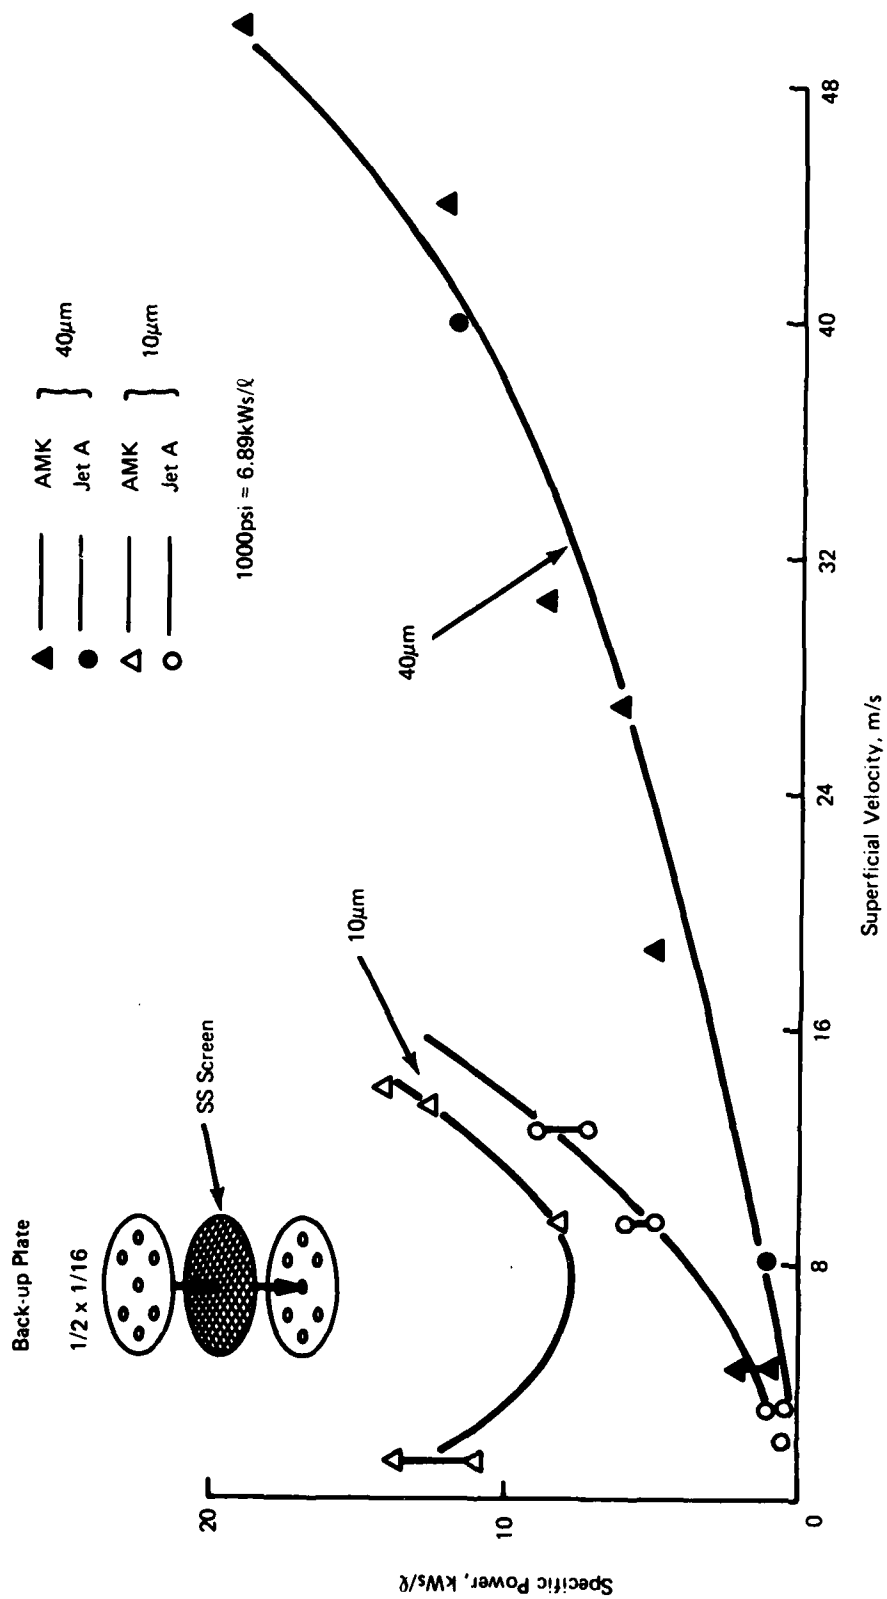 Back-up Plate
1/2 x 1/16
SS Screen
AMK
Jet A
} 40μm
AMK
Jet A
} 10μm
1000psi = 6.89kWs/ℓ
10μm
40μm
Specific Power, kWs/ℓ
20
10
0
8
16
24
32
40
48
Superficial Velocity, m/s